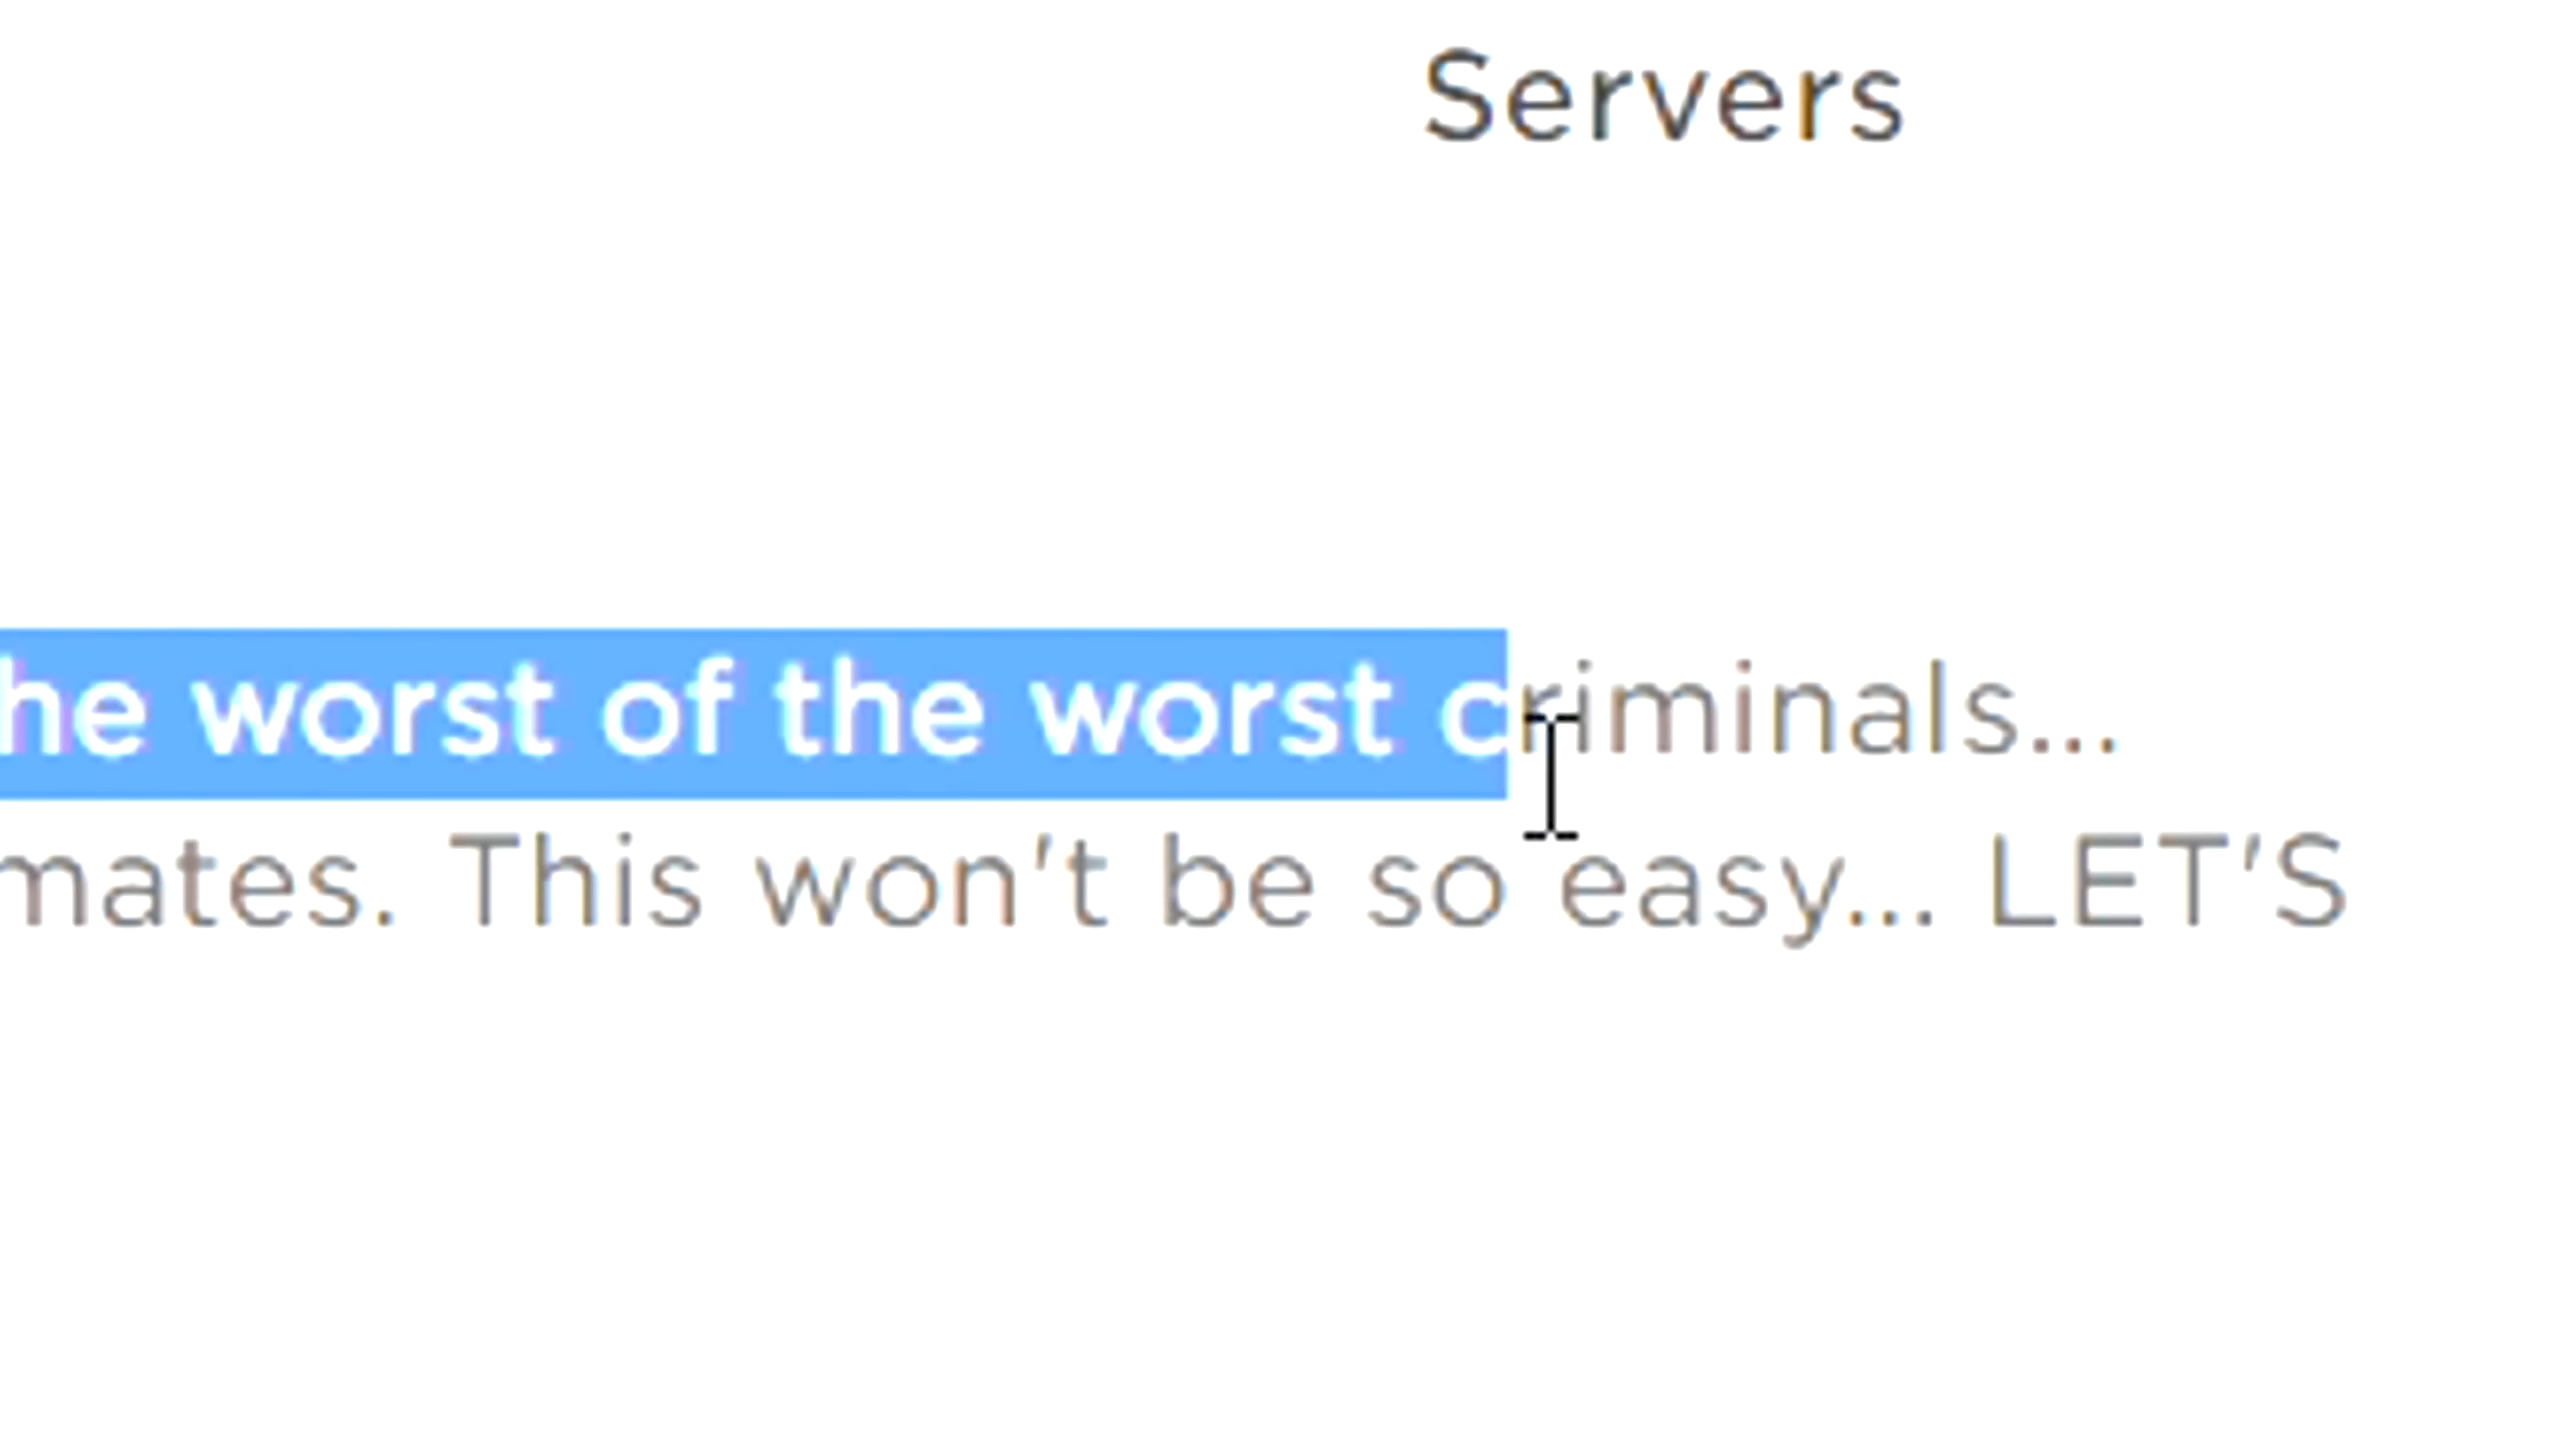 Servers
he worst of the worst criminals...
mates. This won't be so easy... LET'S